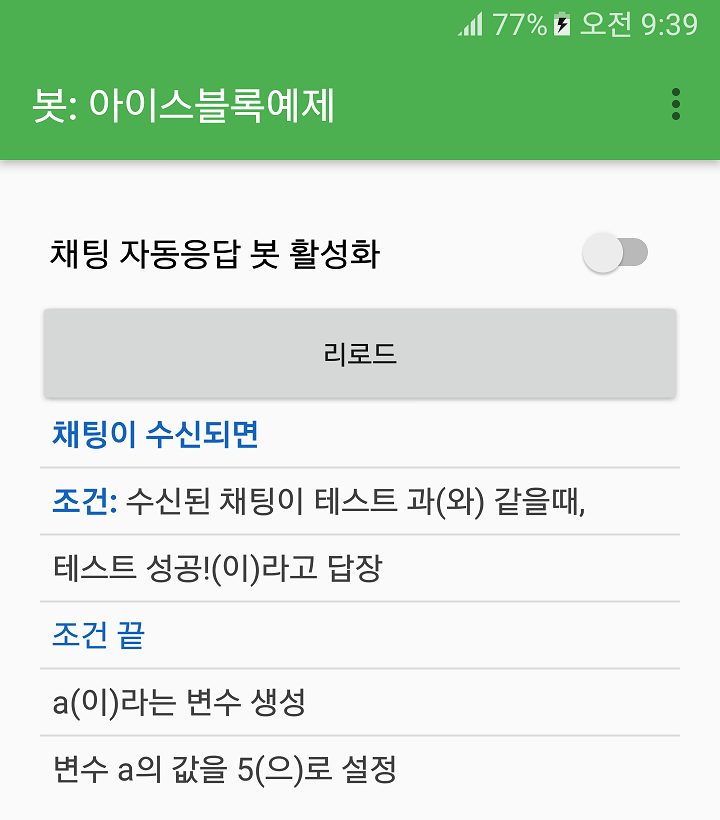 77% 오전 9:39
봇: 아이스블록예제
채팅 자동응답 봇 활성화
리로드
채팅이 수신되면
조건: 수신된 채팅이 테스트 과(와) 같을때,
테스트 성공!(이)라고 답장
조건 끝
a(이)라는 변수 생성
변수 a의 값을 5(으)로 설정